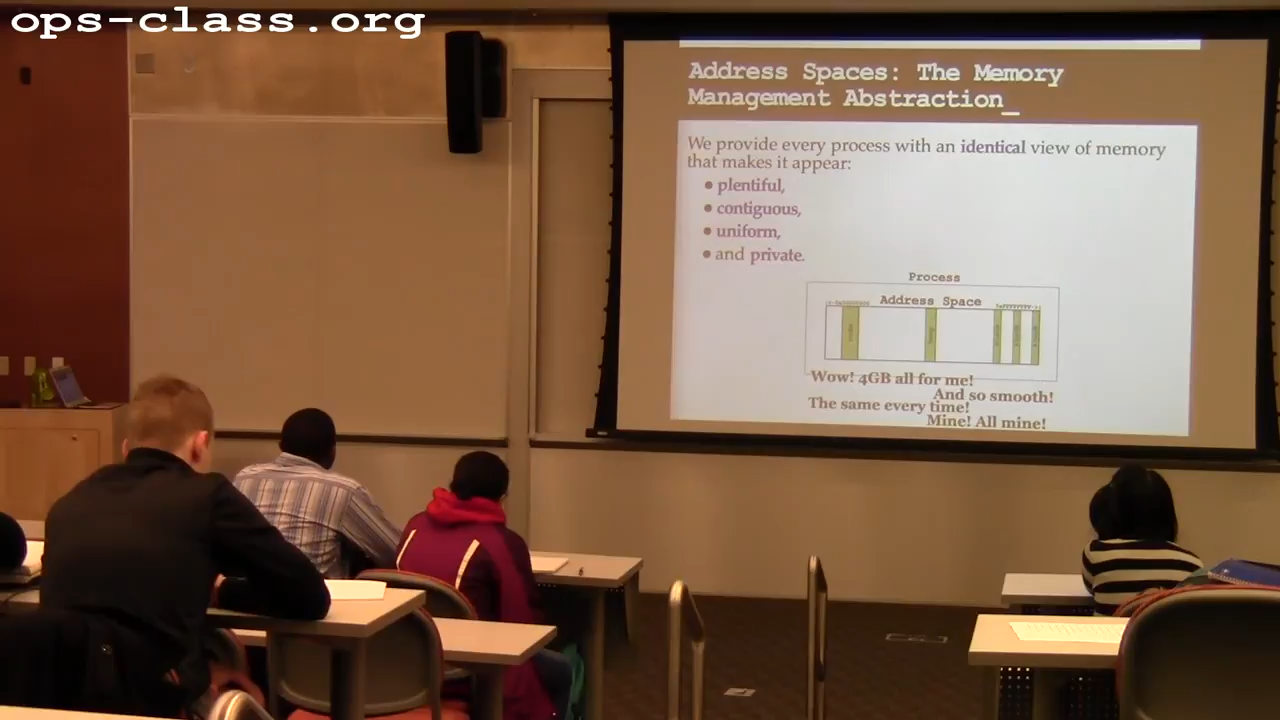 ops-class.org
Address Spaces: The Memory
Management Abstraction_
We provide every process with an identical view of memory
that makes it appear:
• plentiful,
• contiguous,
• uniform,
• and private.
Process
Address Space
Wow! 4GB all for me!
And so smooth!
The same every time!
Mine! All mine!